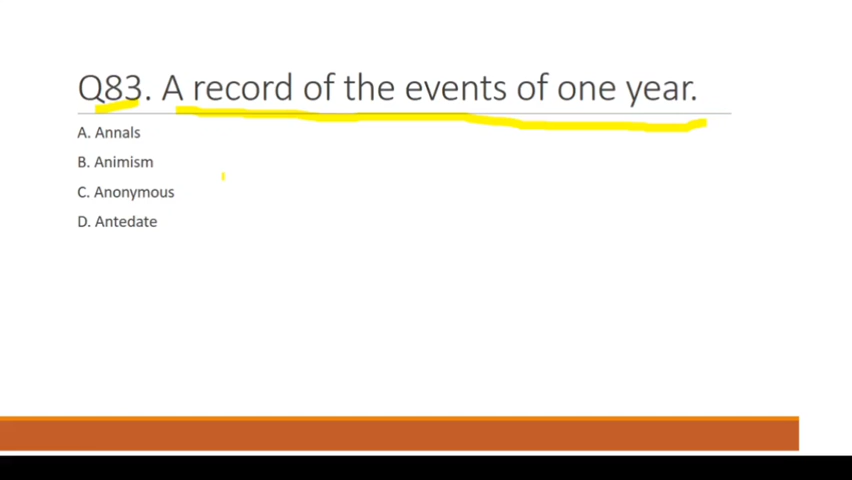 Q83. A record of the events of one year.
A. Annals
B. Animism
C. Anonymous
D. Antedate